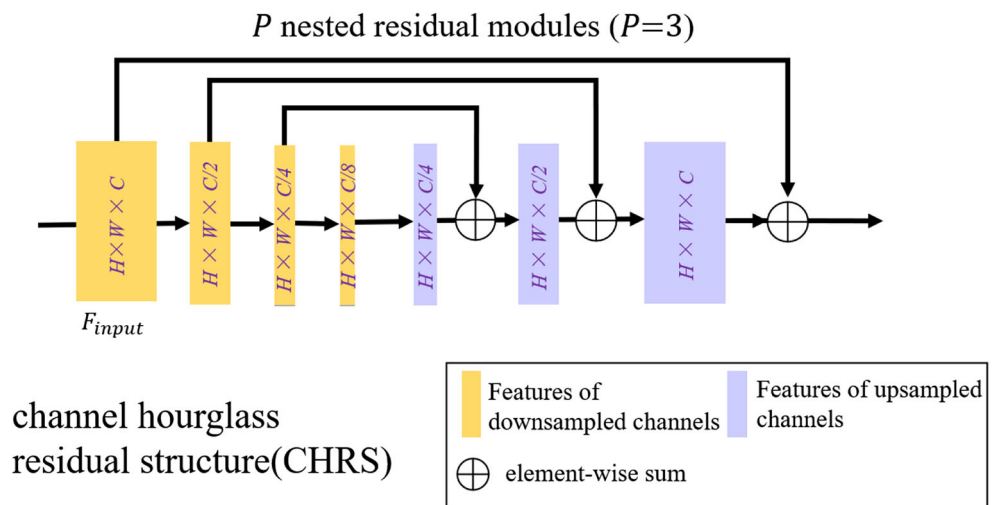 P nested residual modules (P=3)
H×W×C
H × W × C/2
H × W × C/4
H × W × C/8
H × W × C/4
H × W × C/2
H × W × C
F_input
channel hourglass
residual structure(CHRS)
Features of
downsampled channels
Features of upsampled
channels
element-wise sum